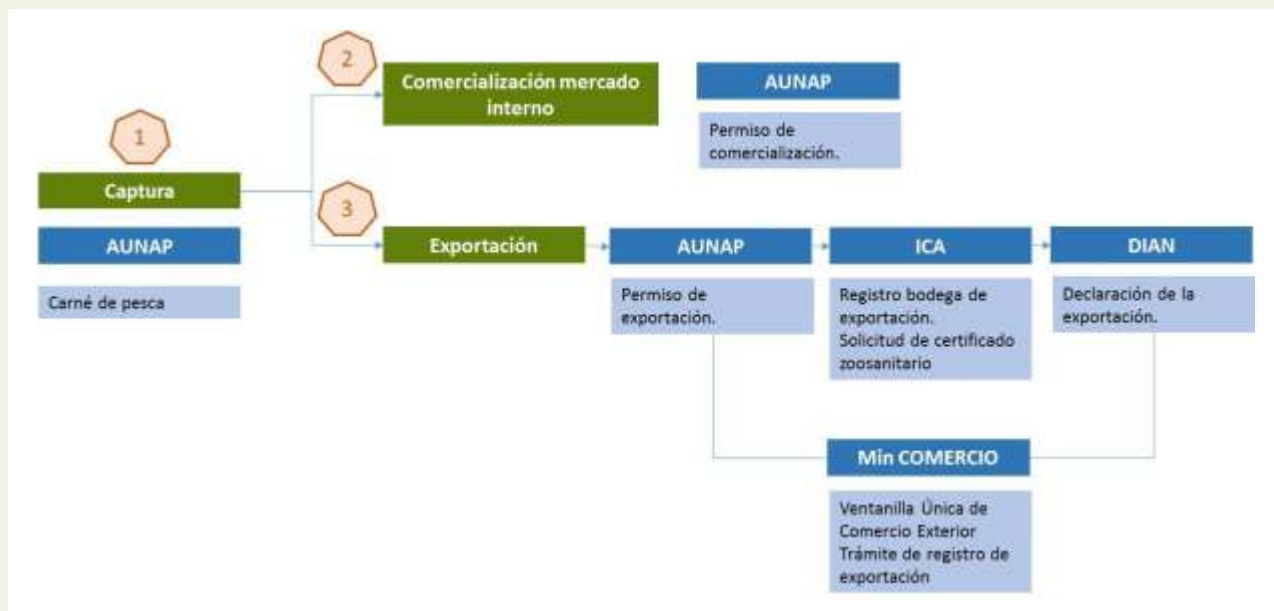 1
Captura
AUNAP
Carné de pesca
2
Comercialización mercado
interno
AUNAP
Permiso de
comercialización.
3
Exportación
AUNAP
Permiso de
exportación.
ICA
Registro bodega de
exportación.
Solicitud de certificado
zoosanitario
DIAN
Declaración de la
exportación.
Min COMERCIO
Ventanilla Única de
Comercio Exterior
Trámite de registro de
exportación